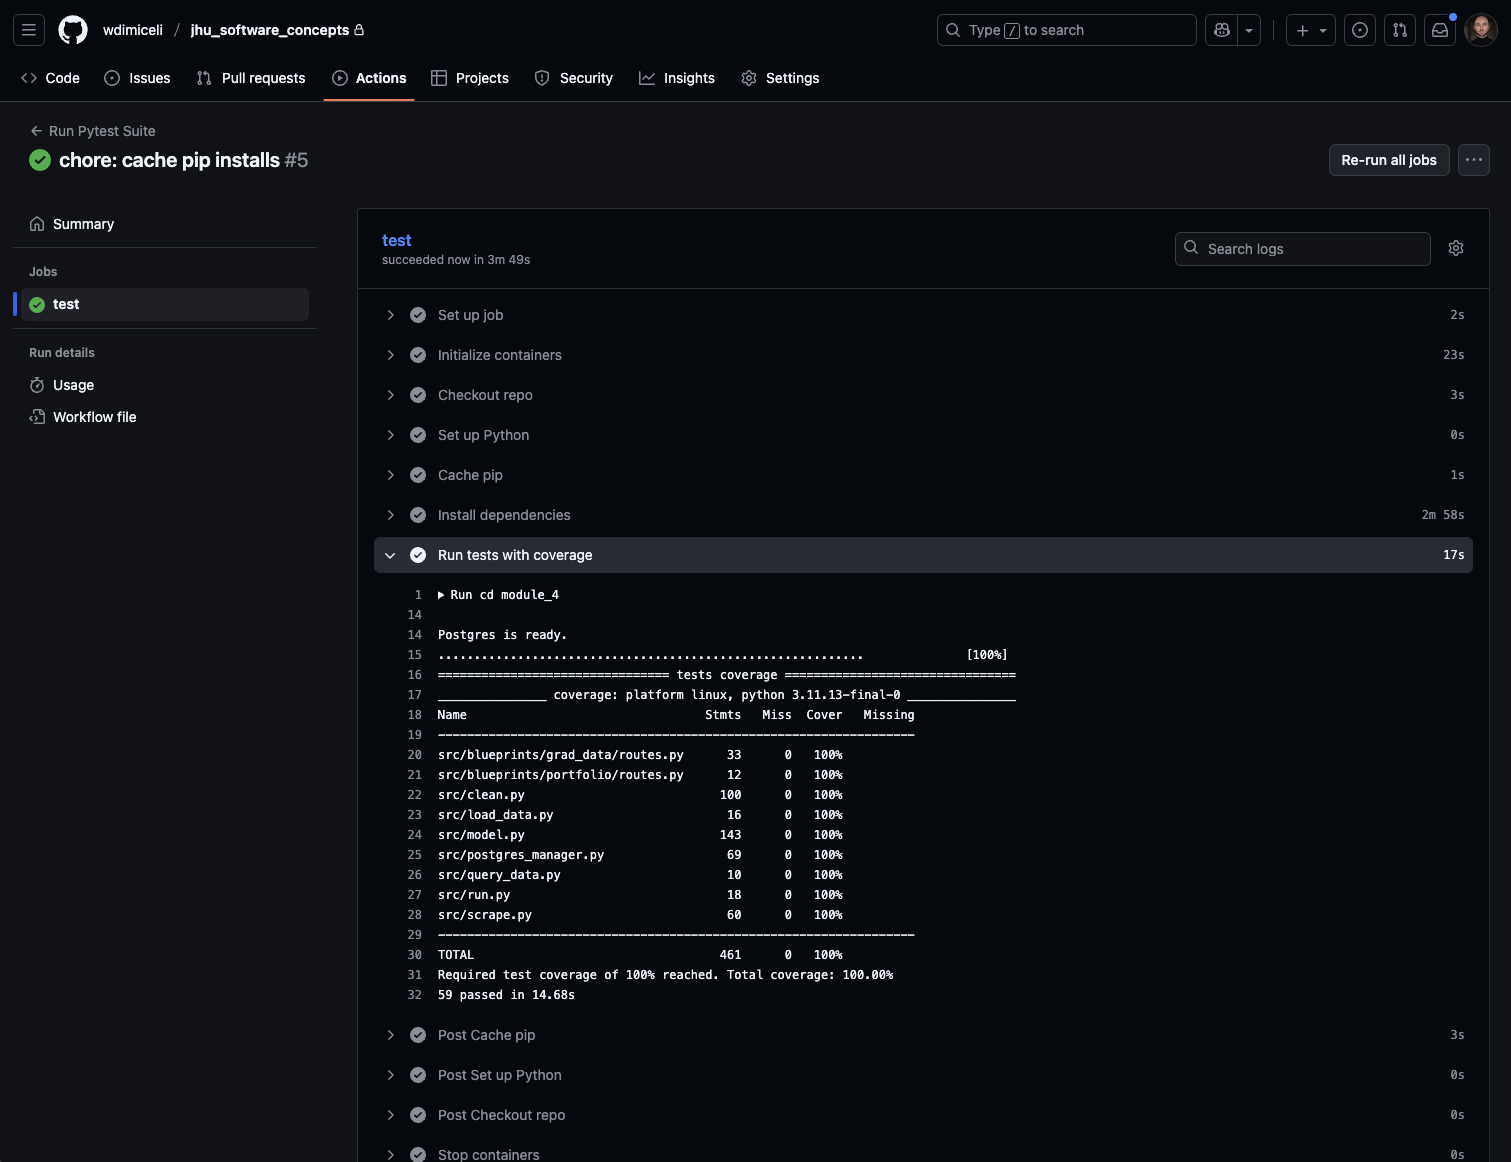 wdimiceli / jhu_software_concepts
Type / to search
Code
Issues
Pull requests
Actions
Projects
Security
Insights
Settings
Run Pytest Suite
chore: cache pip installs #5
Re-run all jobs
Summary
Jobs
test
Run details
Usage
Workflow file
test
succeeded now in 3m 49s
Search logs
Set up job 2s
Initialize containers 23s
Checkout repo 3s
Set up Python 0s
Cache pip 1s
Install dependencies 2m 58s
Run tests with coverage 17s
1 Run cd module_4
14
14 Postgres is ready.
15 ........................................................... [100%]
16 ================================ tests coverage ================================
17 _______________ coverage: platform linux, python 3.11.13-final-0 _______________
18 Name Stmts Miss Cover Missing
19 ------------------------------------------------------------------
20 src/blueprints/grad_data/routes.py 33 0 100%
21 src/blueprints/portfolio/routes.py 12 0 100%
22 src/clean.py 100 0 100%
23 src/load_data.py 16 0 100%
24 src/model.py 143 0 100%
25 src/postgres_manager.py 69 0 100%
26 src/query_data.py 10 0 100%
27 src/run.py 18 0 100%
28 src/scrape.py 60 0 100%
29 ------------------------------------------------------------------
30 TOTAL 461 0 100%
31 Required test coverage of 100% reached. Total coverage: 100.00%
32 59 passed in 14.68s
Post Cache pip 3s
Post Set up Python 0s
Post Checkout repo 0s
Stop containers 0s